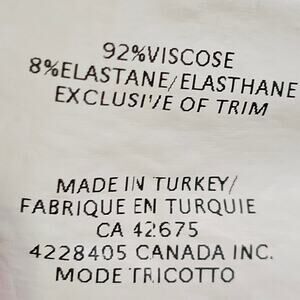 92%VISCOSE
8%ELASTANE/ELASTHANE
EXCLUSIVE OF TRIM
MADE IN TURKEY/
FABRIQUE EN TURQUIE
CA 42675
4228405 CANADA INC.
MODE TRICOTTO